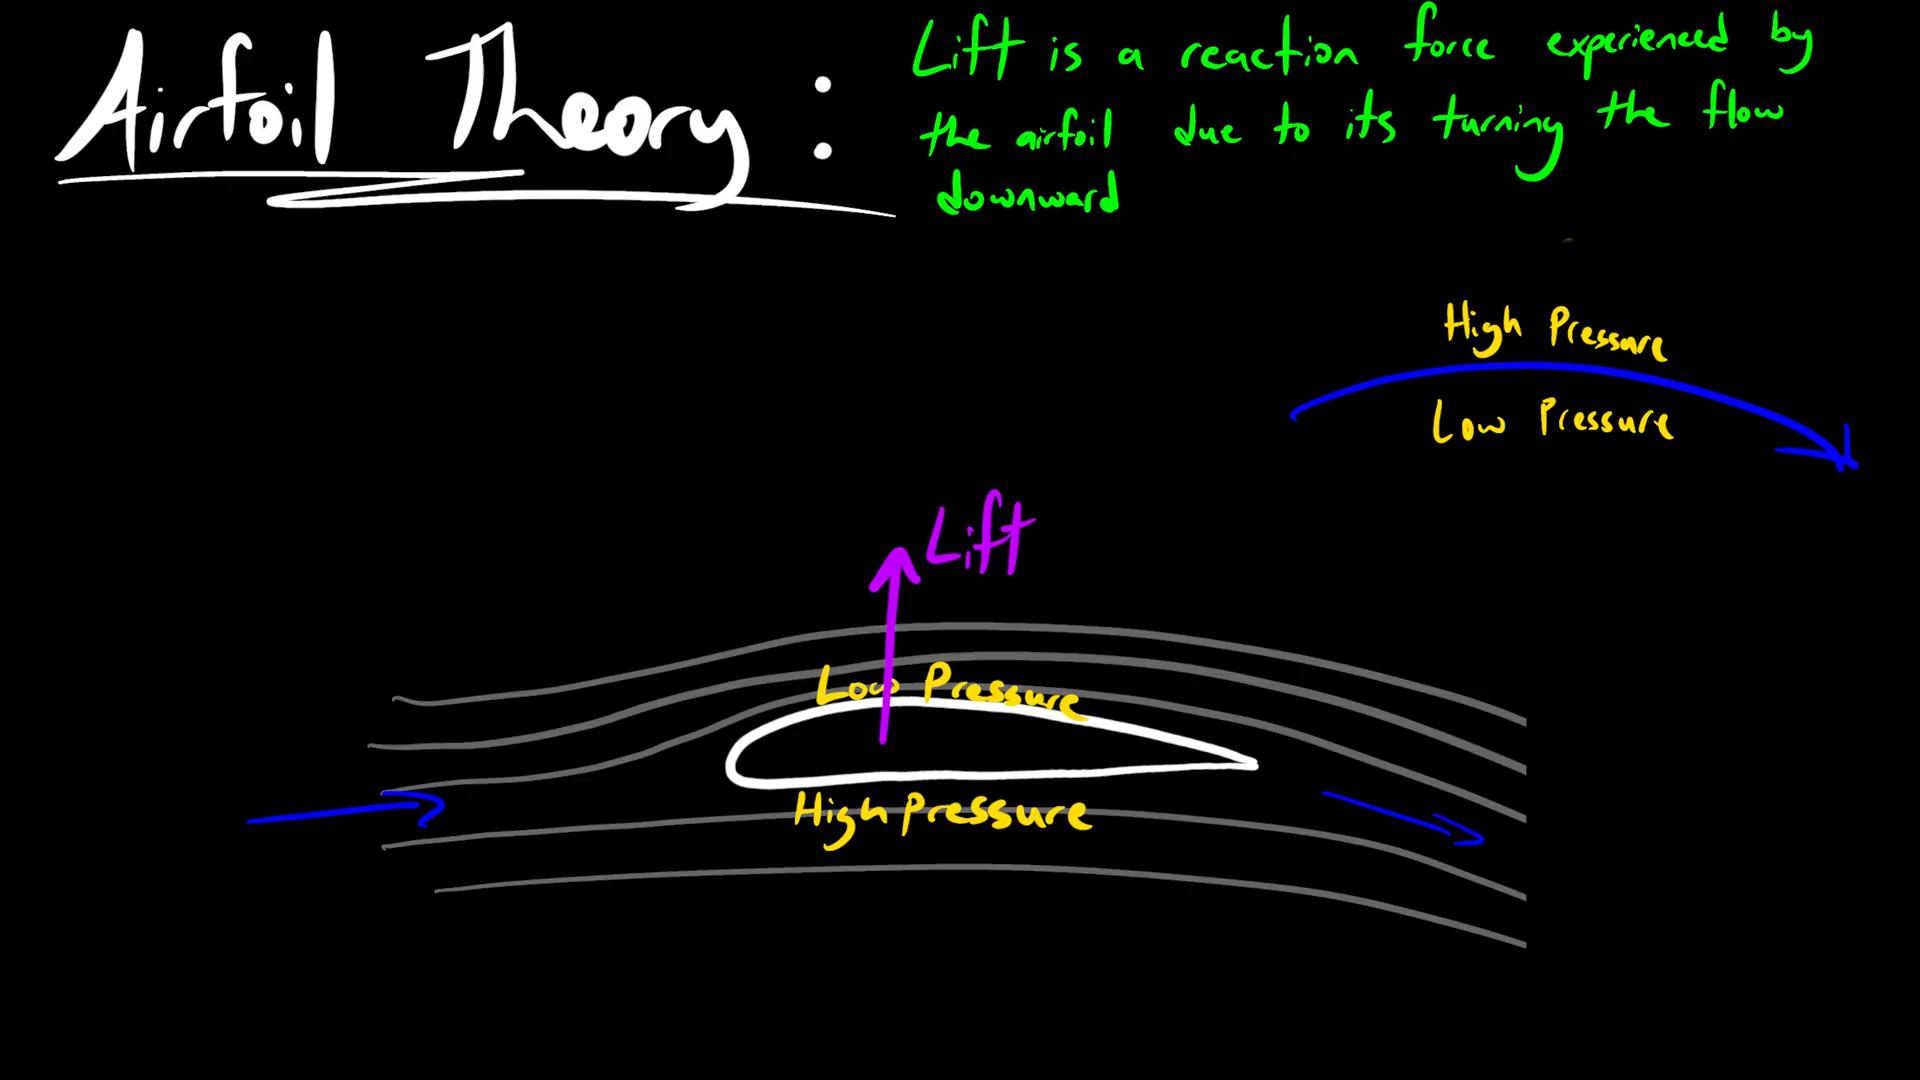 Airfoil Theory :
Lift is a reaction force experienced by
the airfoil due to its turning the flow
downward
High Pressure
Low Pressure
Lift
Low Pressure
High Pressure